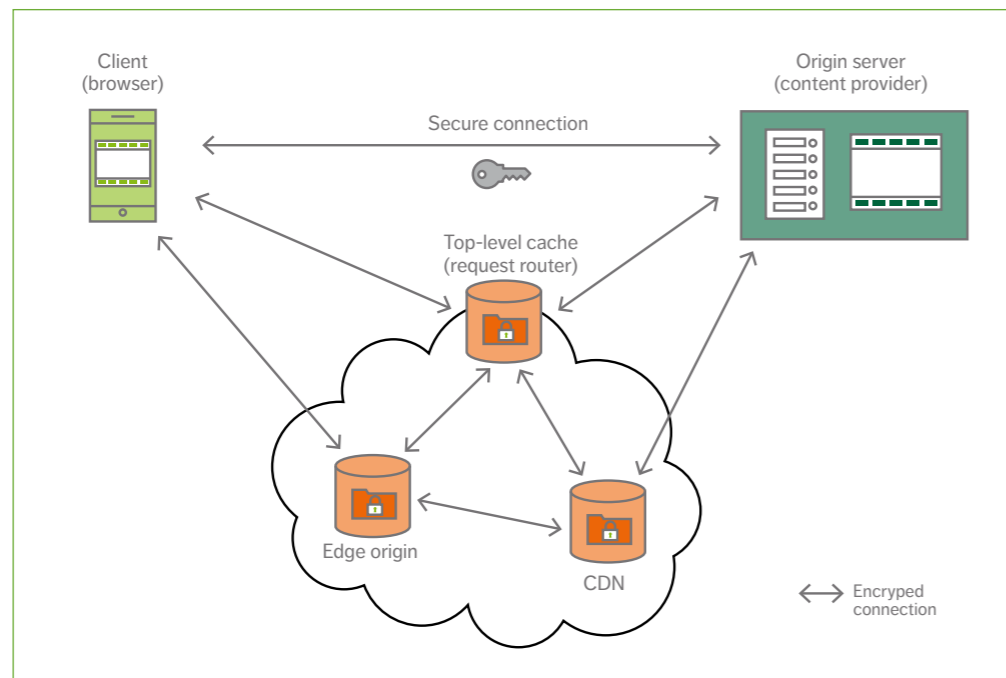 Client
(browser)
Origin server
(content provider)
Secure connection
Top-level cache
(request router)
Edge origin
CDN
Encryped
connection